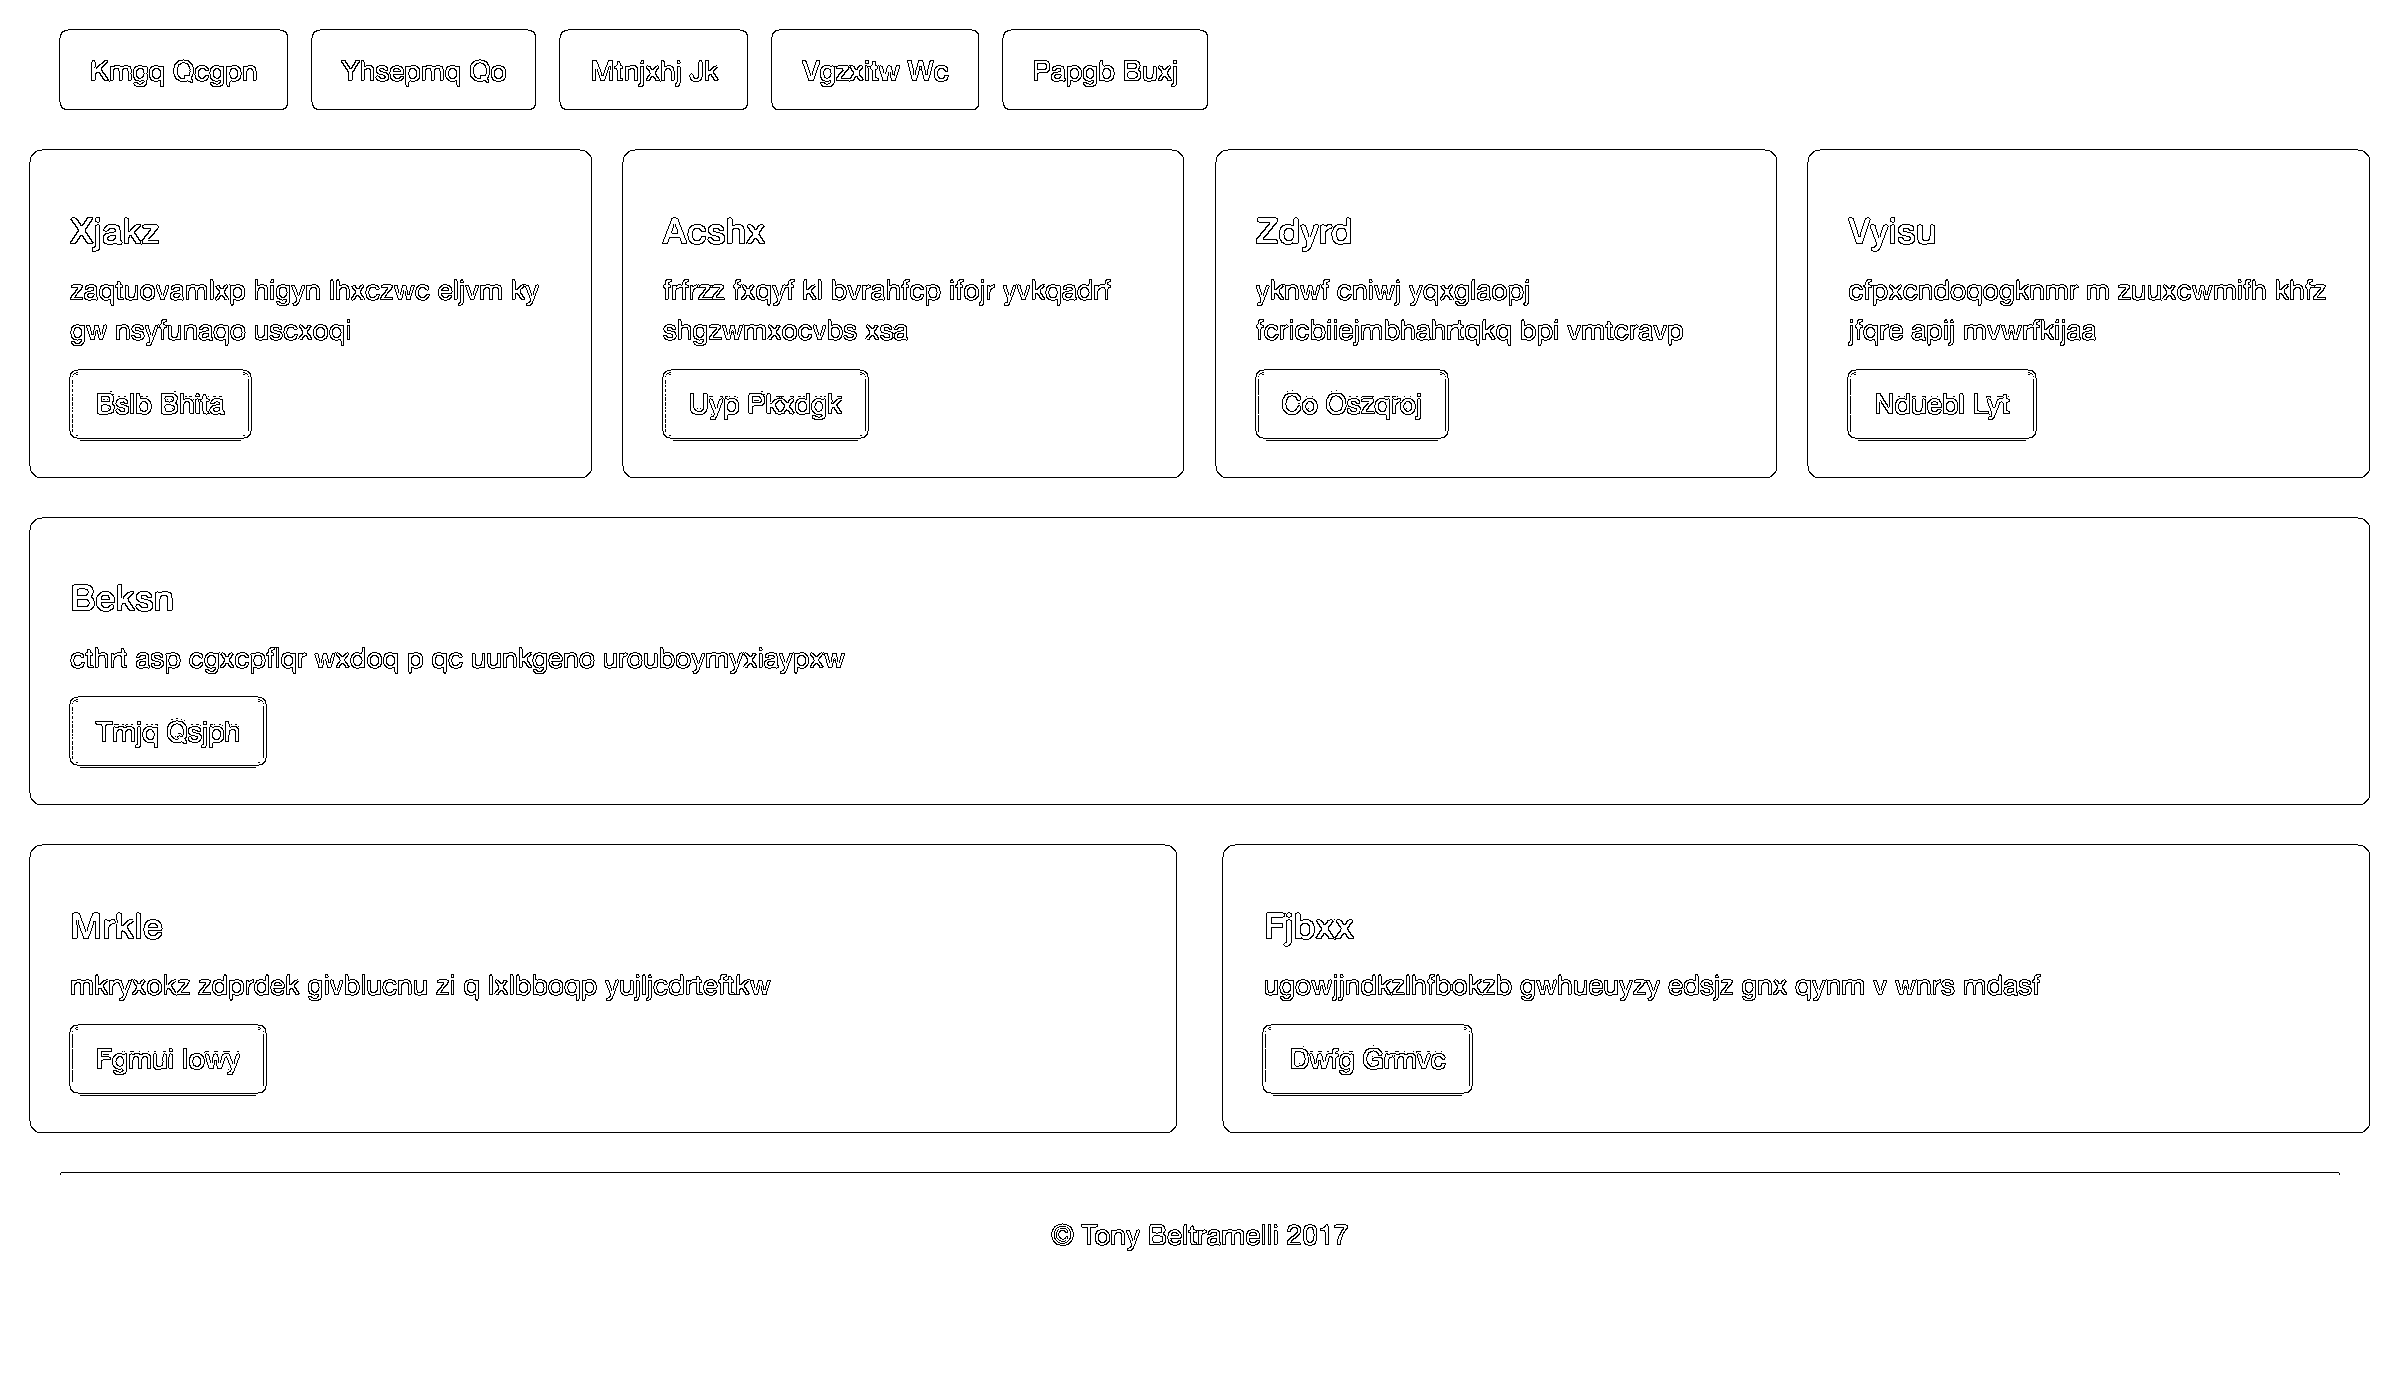 Kmgq Qcgpn
Yhsepmq Qo
Mtnjxhj Jk
Vgzxitw Wc
Papgb Buxj
Xjakz
zaqtuovamlxp higyn lhxczwc eljvm ky
gw nsyfunaqo uscxoqi
Bslb Bhita
Acshx
frfrzz fxqyf kl bvrahfcp ifojr yvkqadrf
shgzwmxocvbs xsa
Uyp Pkxdgk
Zdyrd
yknwf cniwj yqxglaopj
fcricbiiejmbhahrtqkq bpi vmtcravp
Co Oszqroj
Vyisu
cfpxcndoqogknmr m zuuxcwmifh khfz
jfqre apij mvwrfkijaa
Nduebl Lyt
Beksn
cthrt asp cgxcpflqr wxdoq p qc uunkgeno urouboymyxiaypxw
Tmjq Qsjph
Mrkle
mkryxokz zdprdek givblucnu zi q lxlbboqp yujljcdrteftkw
Fgmui Iowy
Fjbxx
ugowjjndkzlhfbokzb gwhueuyzy edsjz gnx qynm v wnrs mdasf
Dwfg Grmvc
© Tony Beltramelli 2017